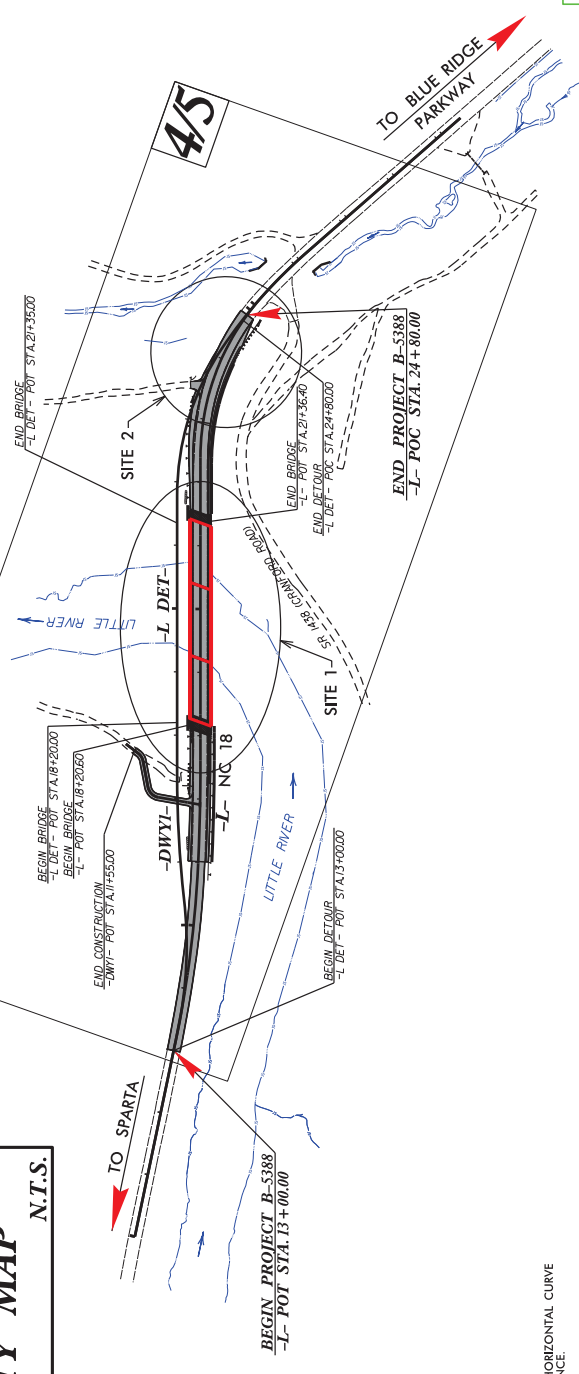 TY MAP
N.T.S.
TO SPARTA
BEGIN PROJECT B-5388
-L- POT STA. 13+00.00
END CONSTRUCTION
-DWY1- POT STA.11+55.00
BEGIN BRIDGE
-L DET- POT STA.18+20.00
BEGIN BRIDGE
-L- POT STA.18+20.60
-DWY1-
-L- NC 18
LITTLE RIVER
BEGIN DETOUR
-L DET- POT STA.13+00.00
LITTLE RIVER
-L DET-
SITE 1
SR 1438 (CRANFORD ROAD)
END BRIDGE
-L DET- POT STA.21+35.00
SITE 2
END BRIDGE
-L- POT STA.21+36.40
END DETOUR
-L DET- POC STA.24+80.00
END PROJECT B-5388
-L- POC STA. 24+80.00
4/5
TO BLUE RIDGE
PARKWAY
HORIZONTAL CURVE
NCE.